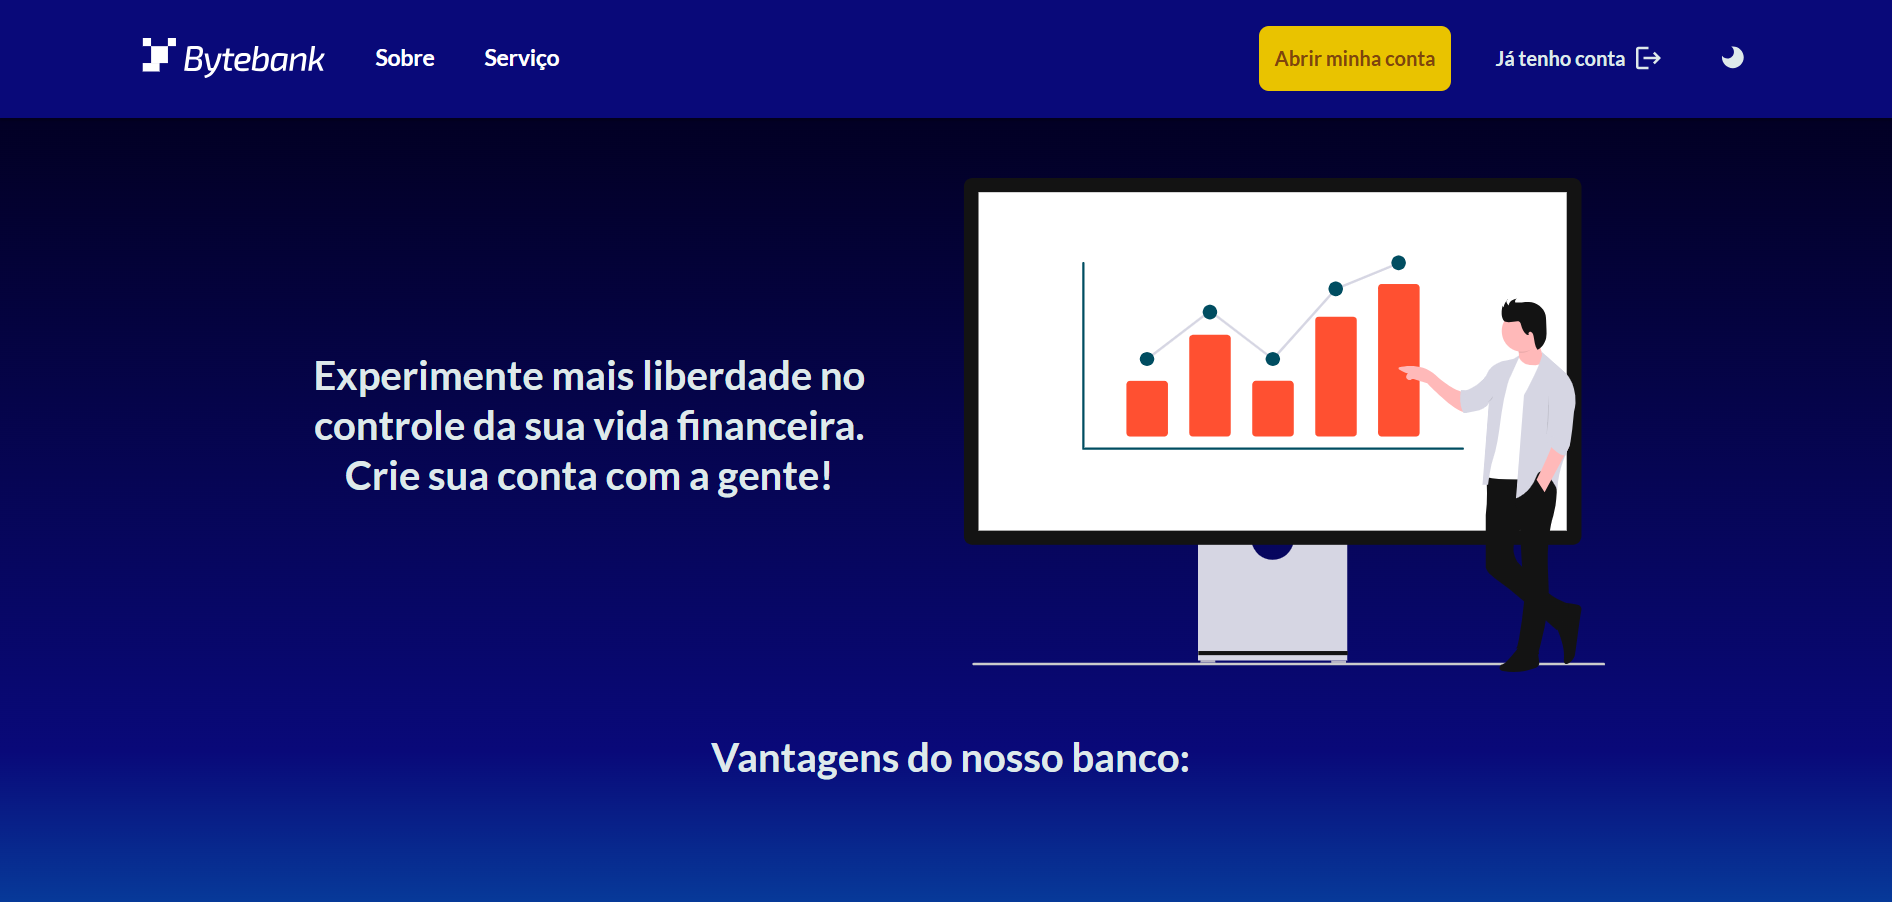 Bytebank
Sobre
Serviço
Abrir minha conta
Já tenho conta
Experimente mais liberdade no
controle da sua vida financeira.
Crie sua conta com a gente!
Vantagens do nosso banco: